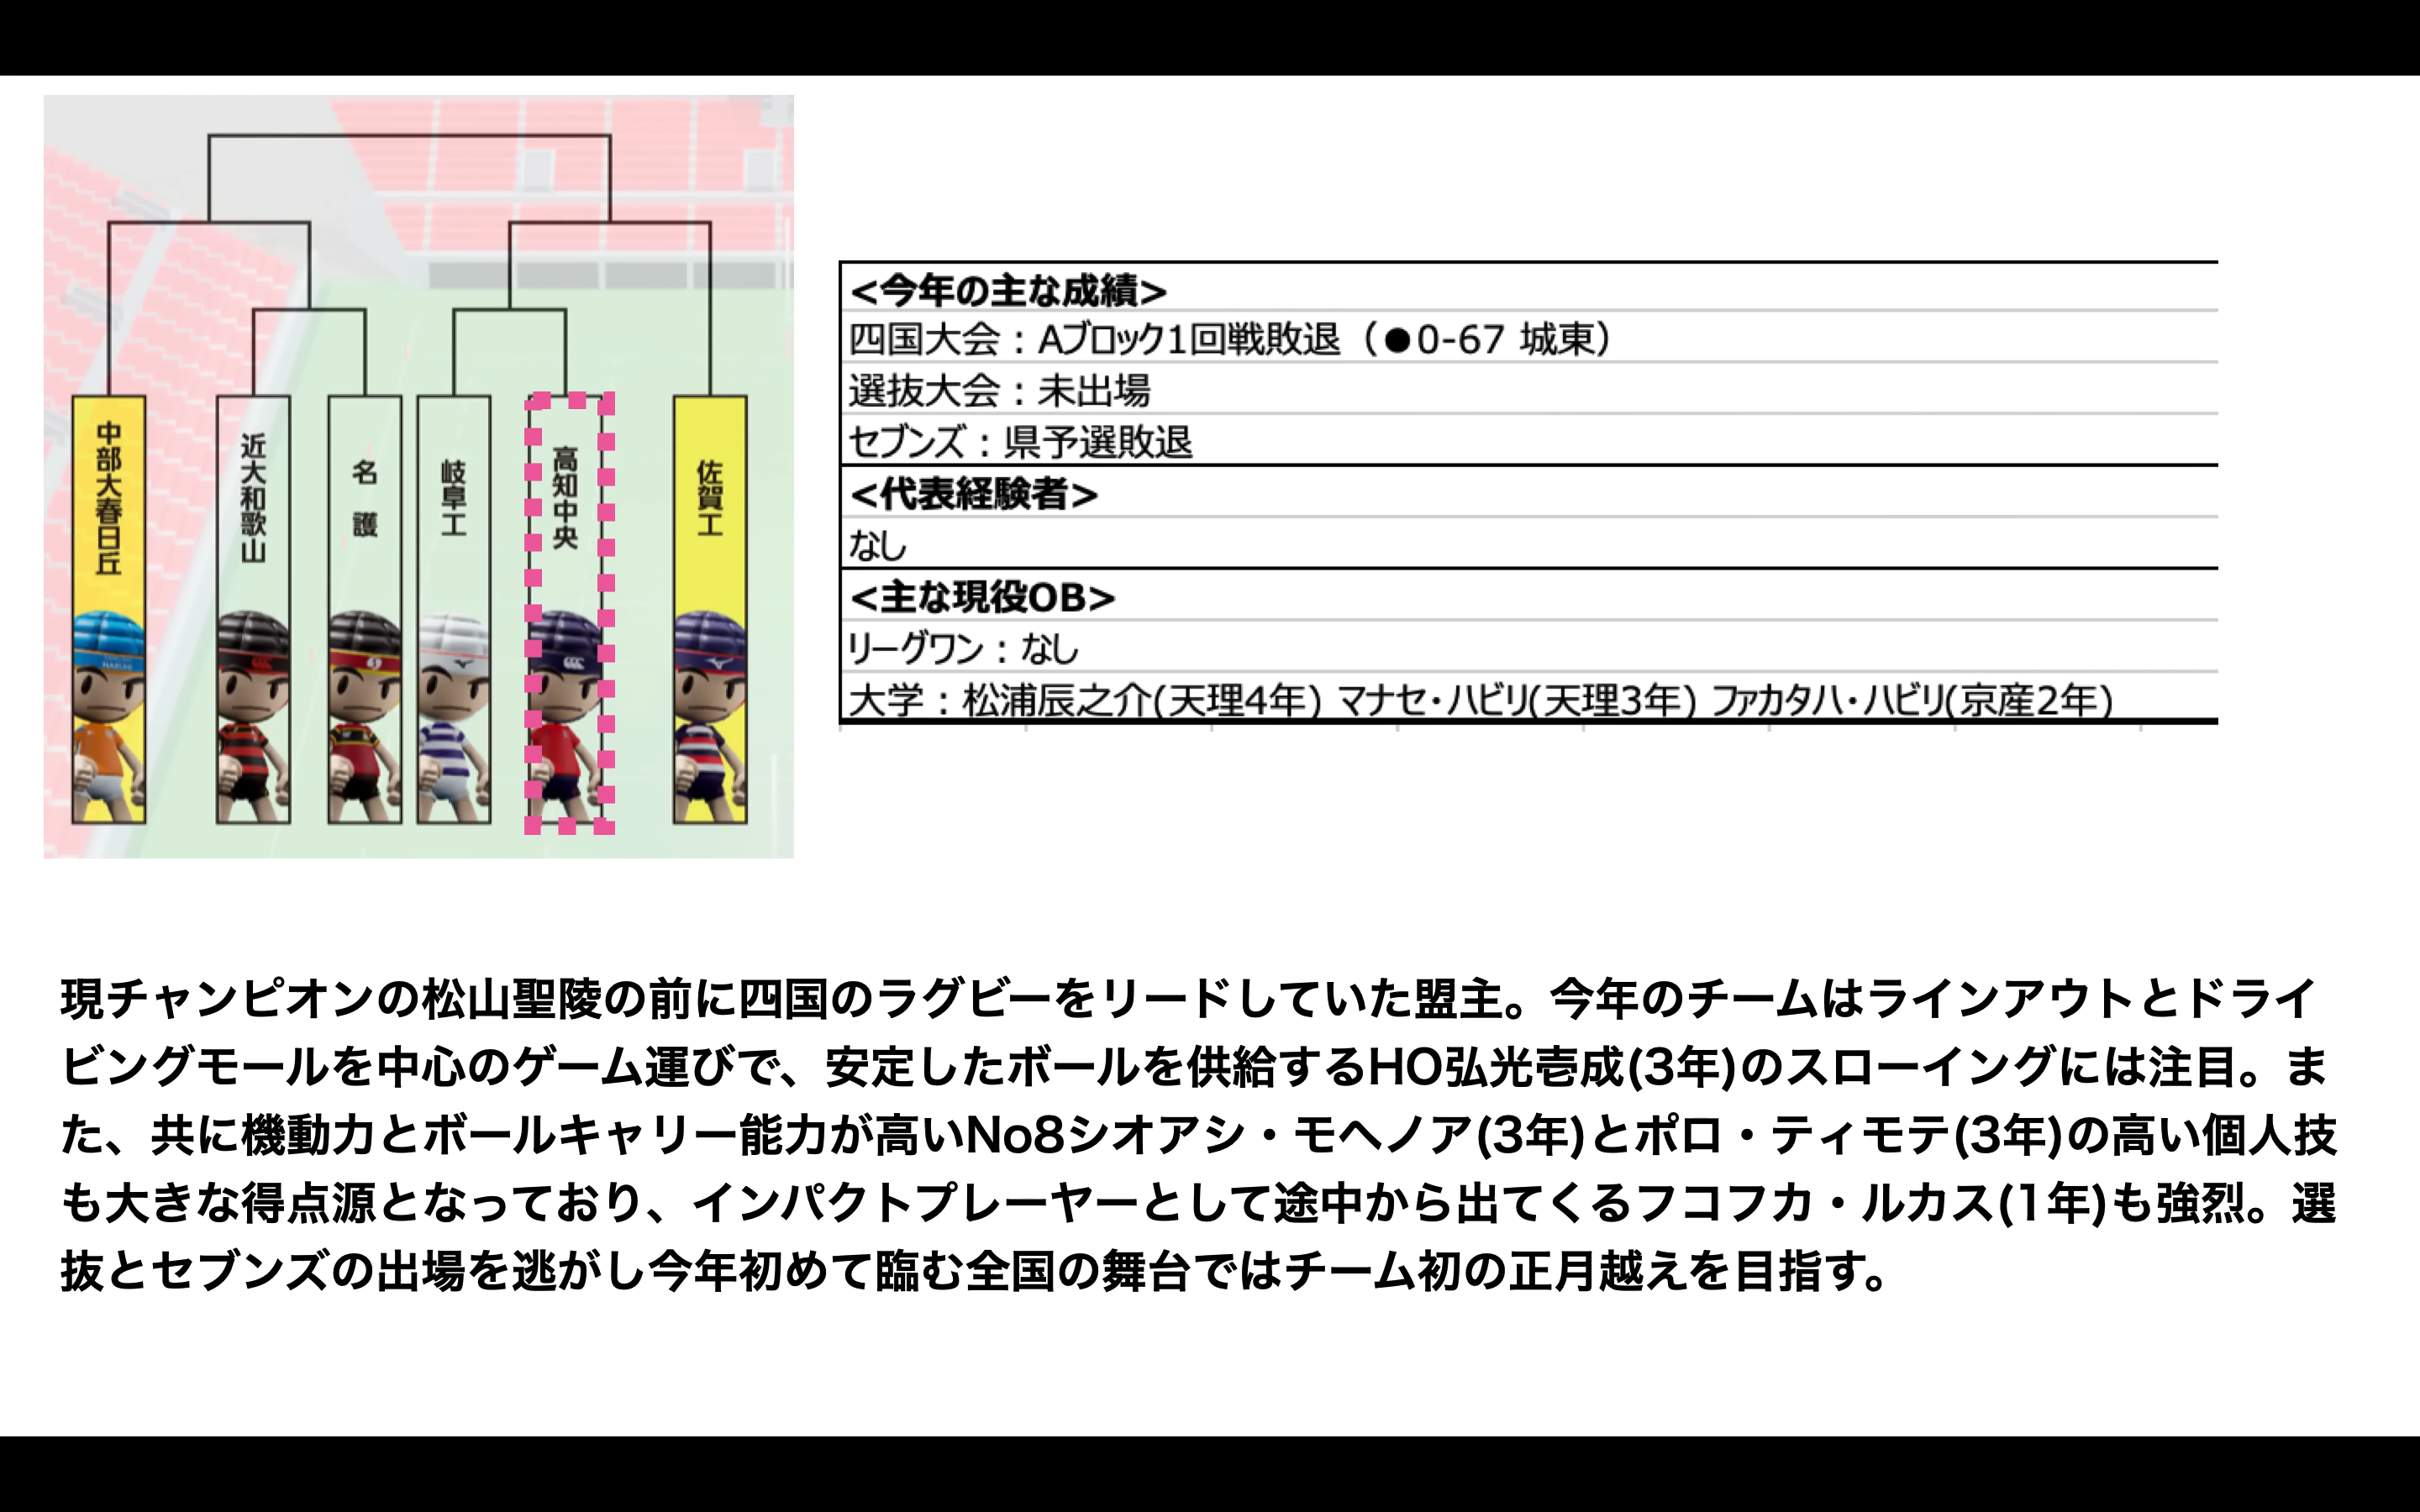 中部大春日丘
近大和歌山
名護
岐阜工
高知中央
佐賀工
<今年の主な成績>
四国大会：Aブロック1回戦敗退（●0-67 城東）
選抜大会：未出場
セブンズ：県予選敗退
<代表経験者>
なし
<主な現役OB>
リーグワン：なし
大学：松浦辰之介(天理4年) マナセ・ハビリ(天理3年) ファカタハ・ハビリ(京産2年)
現チャンピオンの松山聖陵の前に四国のラグビーをリードしていた盟主。今年のチームはラインアウトとドライ
ビングモールを中心のゲーム運びで、安定したボールを供給するHO弘光壱成(3年)のスローイングには注目。ま
た、共に機動力とボールキャリー能力が高いNo8シオアシ・モヘノア(3年)とポロ・ティモテ(3年)の高い個人技
も大きな得点源となっており、インパクトプレーヤーとして途中から出てくるフコフカ・ルカス(1年)も強烈。選
抜とセブンズの出場を逃がし今年初めて臨む全国の舞台ではチーム初の正月越えを目指す。